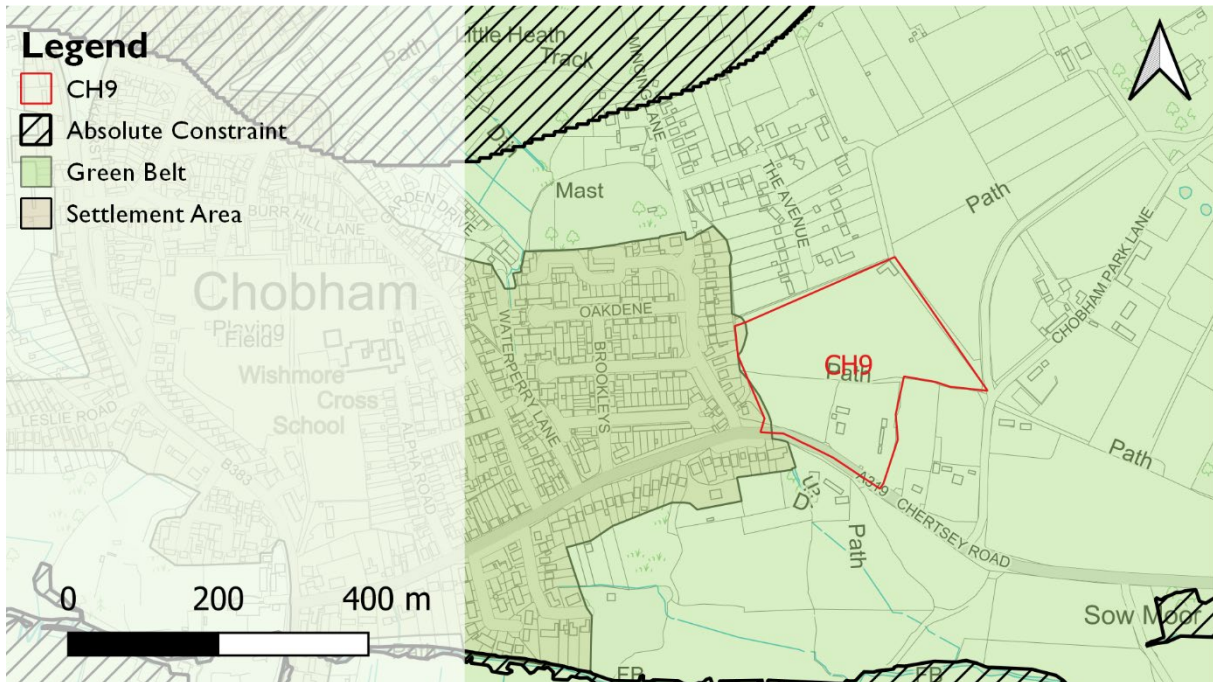 Legend
CH9
Absolute Constraint
Green Belt
Settlement Area
Little Heath
Track
Path
MINCING LANE
Mast
THE AVENUE
Path
BURR HILL LANE
Chobham
Playing
Field
OAKDENE
CHOBHAM PARK LANE
WATERPERRY LANE
BROOKLEYS
CH9
Path
Wishmore
Cross
School
LESLIE ROAD
B383
Path
A319
CHERTSEY ROAD
Path
0 200 400 m
Sow Moor
FB
FB